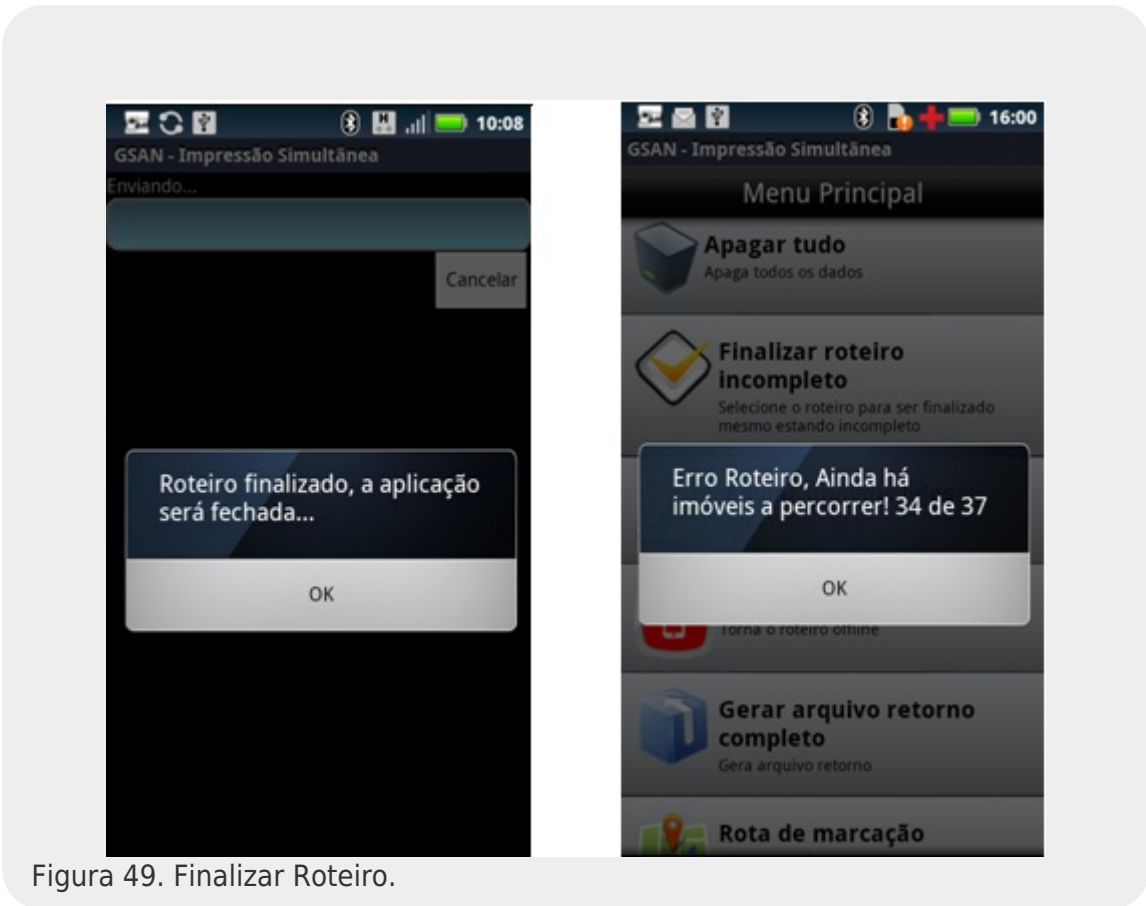 10:08
GSAN - Impressão Simultânea
Enviando...
Cancelar
Roteiro finalizado, a aplicação
será fechada...
OK
16:00
GSAN - Impressão Simultânea
Menu Principal
Apagar tudo
Apaga todos os dados
Finalizar roteiro
incompleto
Selecione o roteiro para ser finalizado
mesmo estando incompleto
Erro Roteiro, Ainda há
imóveis a percorrer! 34 de 37
OK
Torna o roteiro offline
Gerar arquivo retorno
completo
Gera arquivo retorno
Rota de marcação
Figura 49. Finalizar Roteiro.